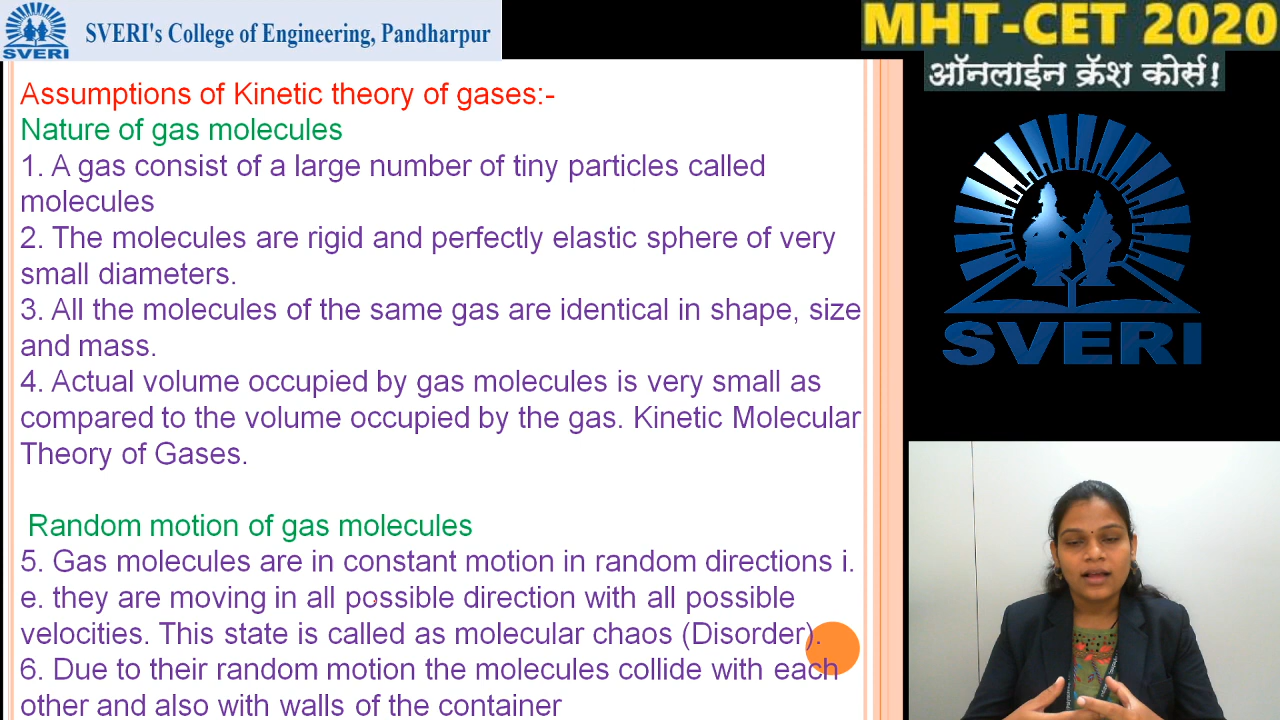 SVERI
SVERI's College of Engineering, Pandharpur
MHT-CET 2020
ऑनलाईन क्रॅश कोर्स!
Assumptions of Kinetic theory of gases:-
Nature of gas molecules
1. A gas consist of a large number of tiny particles called
molecules
2. The molecules are rigid and perfectly elastic sphere of very
small diameters.
3. All the molecules of the same gas are identical in shape, size
and mass.
4. Actual volume occupied by gas molecules is very small as
compared to the volume occupied by the gas. Kinetic Molecular
Theory of Gases.
Random motion of gas molecules
5. Gas molecules are in constant motion in random directions i.
e. they are moving in all possible direction with all possible
velocities. This state is called as molecular chaos (Disorder).
6. Due to their random motion the molecules collide with each
other and also with walls of the container
SVERI